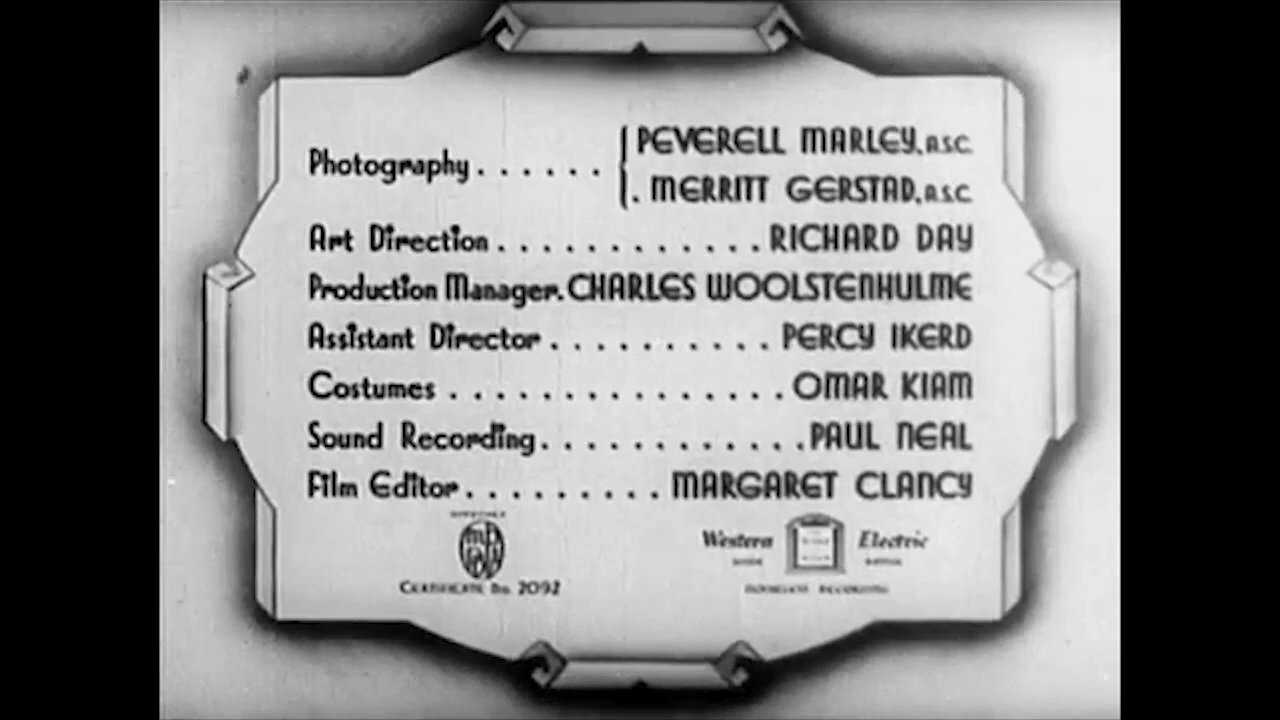 Photography . . . . . . PEVERELL MARLEY, A.S.C.
. MERRITT GERSTAD, A.S.C.
Art Direction . . . . . . . . . . . . RICHARD DAY
Production Manager. CHARLES WOOLSTENHULME
Assistant Director . . . . . . . . . . PERCY IKERD
Costumes . . . . . . . . . . . . . . . OMAR KIAM
Sound Recording . . . . . . . . . . . . PAUL NEAL
Film Editor . . . . . . . . . MARGARET CLANCY
Western Electric
CERTIFICATE No. 2092